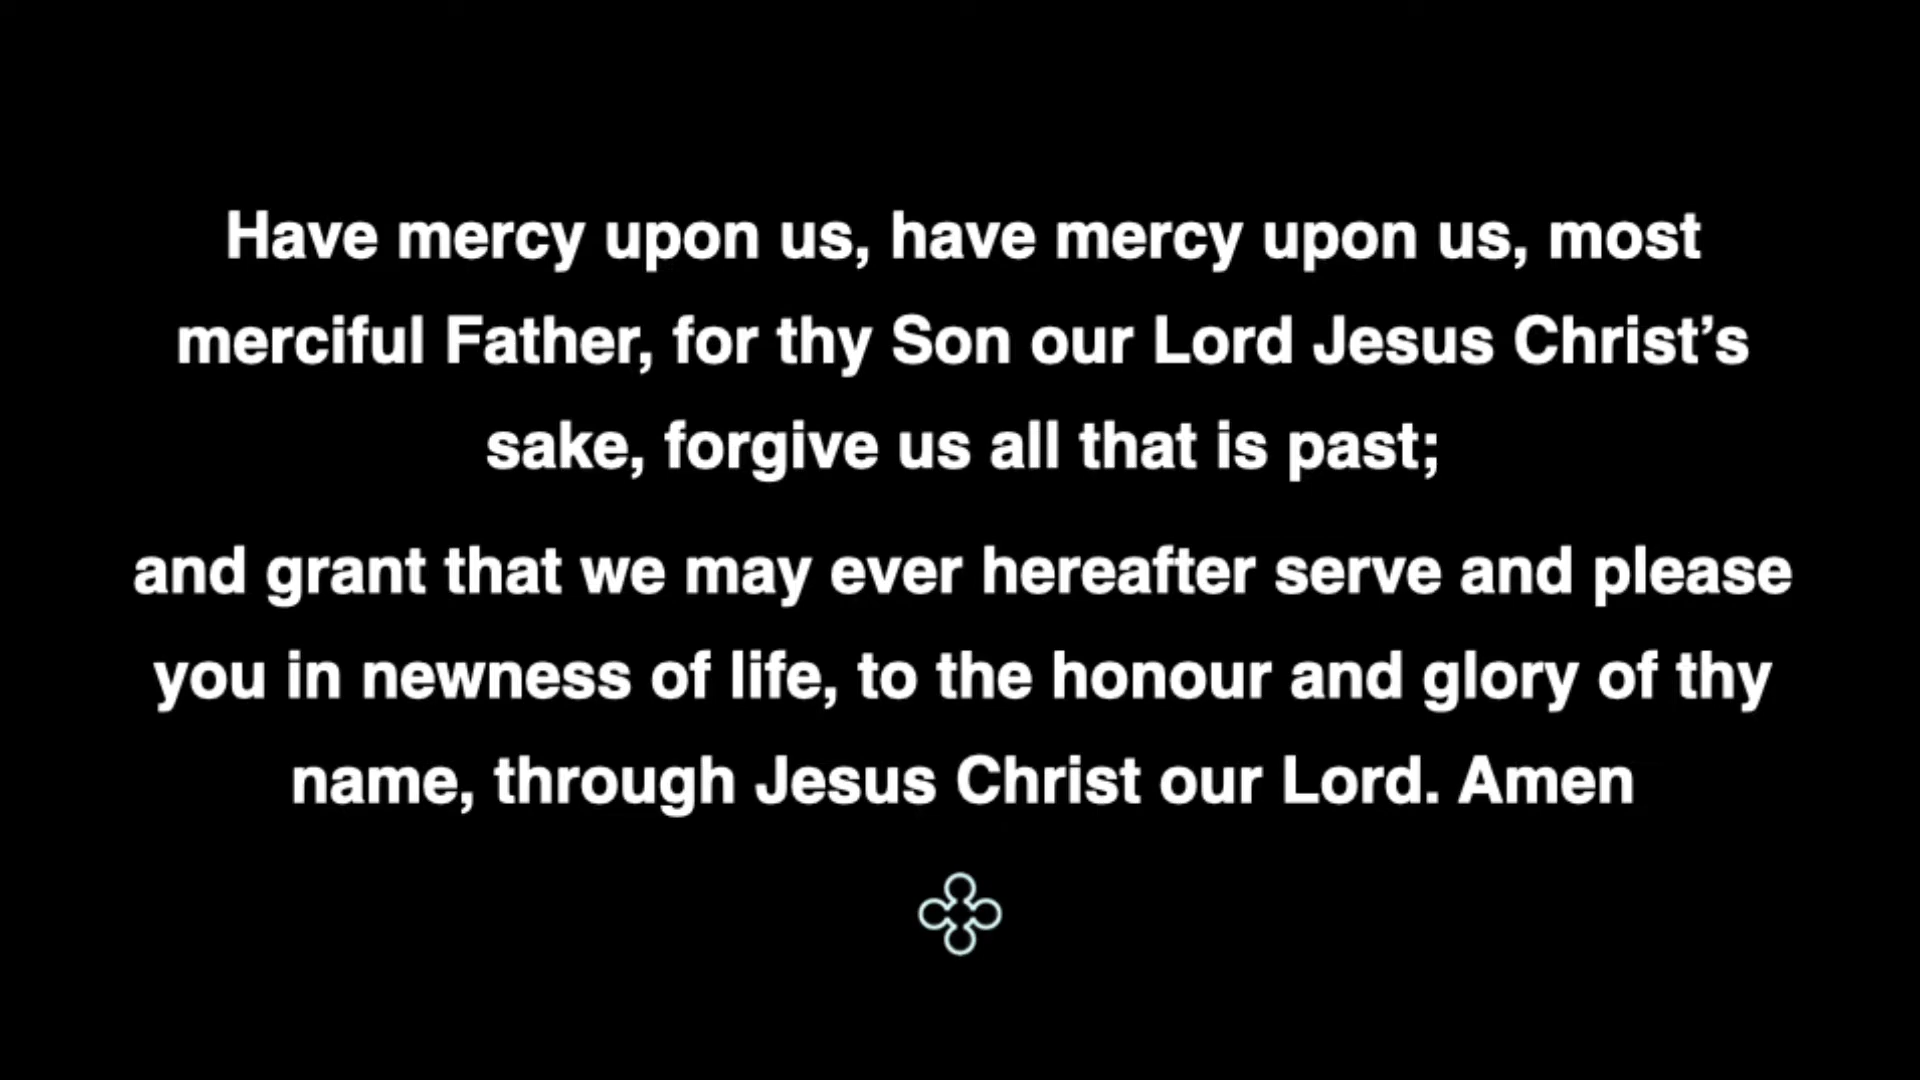 Have mercy upon us, have mercy upon us, most
merciful Father, for thy Son our Lord Jesus Christ’s
sake, forgive us all that is past;
and grant that we may ever hereafter serve and please
you in newness of life, to the honour and glory of thy
name, through Jesus Christ our Lord. Amen